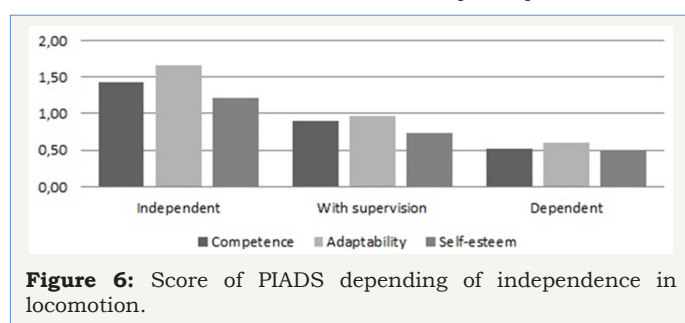 2,00
1,50
1,00
0,50
0,00
Independent With supervision Dependent
Competence Adaptability Self-esteem
Figure 6: Score of PIADS depending of independence in
locomotion.